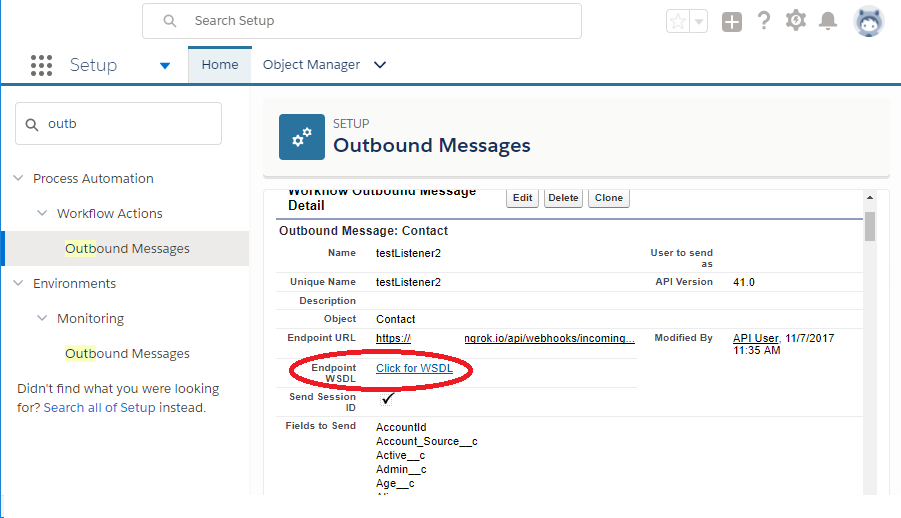 Search Setup
Setup
Home
Object Manager
outb
Process Automation
Workflow Actions
Outbound Messages
Environments
Monitoring
Outbound Messages
Didn't find what you were looking
for? Search all of Setup instead.
SETUP
Outbound Messages
Workflow Outbound Message
Detail
Edit Delete Clone
Outbound Message: Contact
Name testListener2 User to send
as
Unique Name testListener2 API Version 41.0
Description
Object Contact
Endpoint URL https:// ngrok.io/api/webhooks/incoming... Modified By API User, 11/7/2017
11:35 AM
Endpoint
WSDL Click for WSDL
Send Session
ID
Fields to Send AccountId
Account_Source__c
Active__c
Admin__c
Age__c